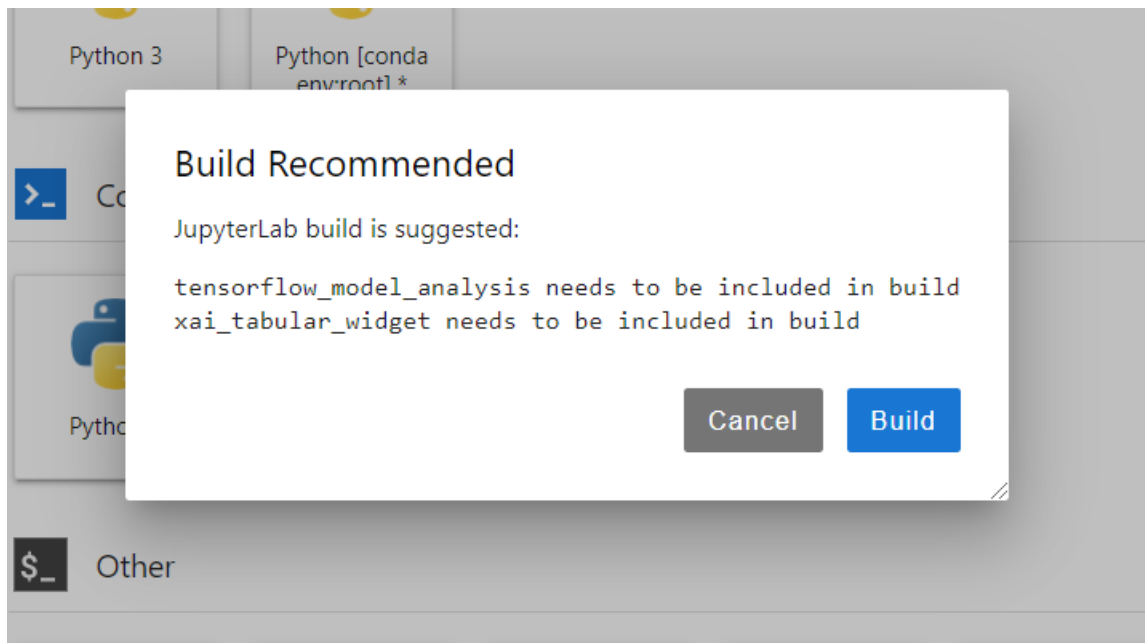 Python 3
Python [conda
env:root] *
Build Recommended
JupyterLab build is suggested:
tensorflow_model_analysis needs to be included in build
xai_tabular_widget needs to be included in build
Cancel
Build
$_
Other